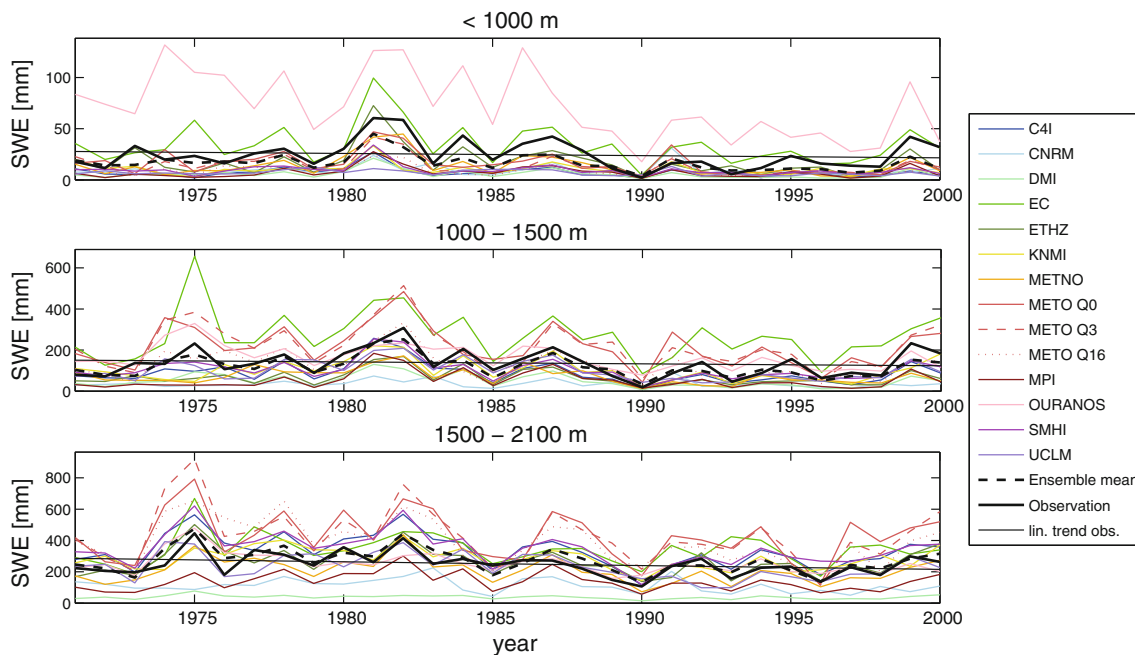 < 1000 m
SWE [mm]
100
50
0
1975
1980
1985
1990
1995
2000
1000 – 1500 m
SWE [mm]
600
400
200
0
1975
1980
1985
1990
1995
2000
1500 – 2100 m
SWE [mm]
800
600
400
200
0
1975
1980
1985
1990
1995
2000
year
C4I
CNRM
DMI
EC
ETHZ
KNMI
METNO
METO Q0
METO Q3
METO Q16
MPI
OURANOS
SMHI
UCLM
Ensemble mean
Observation
lin. trend obs.